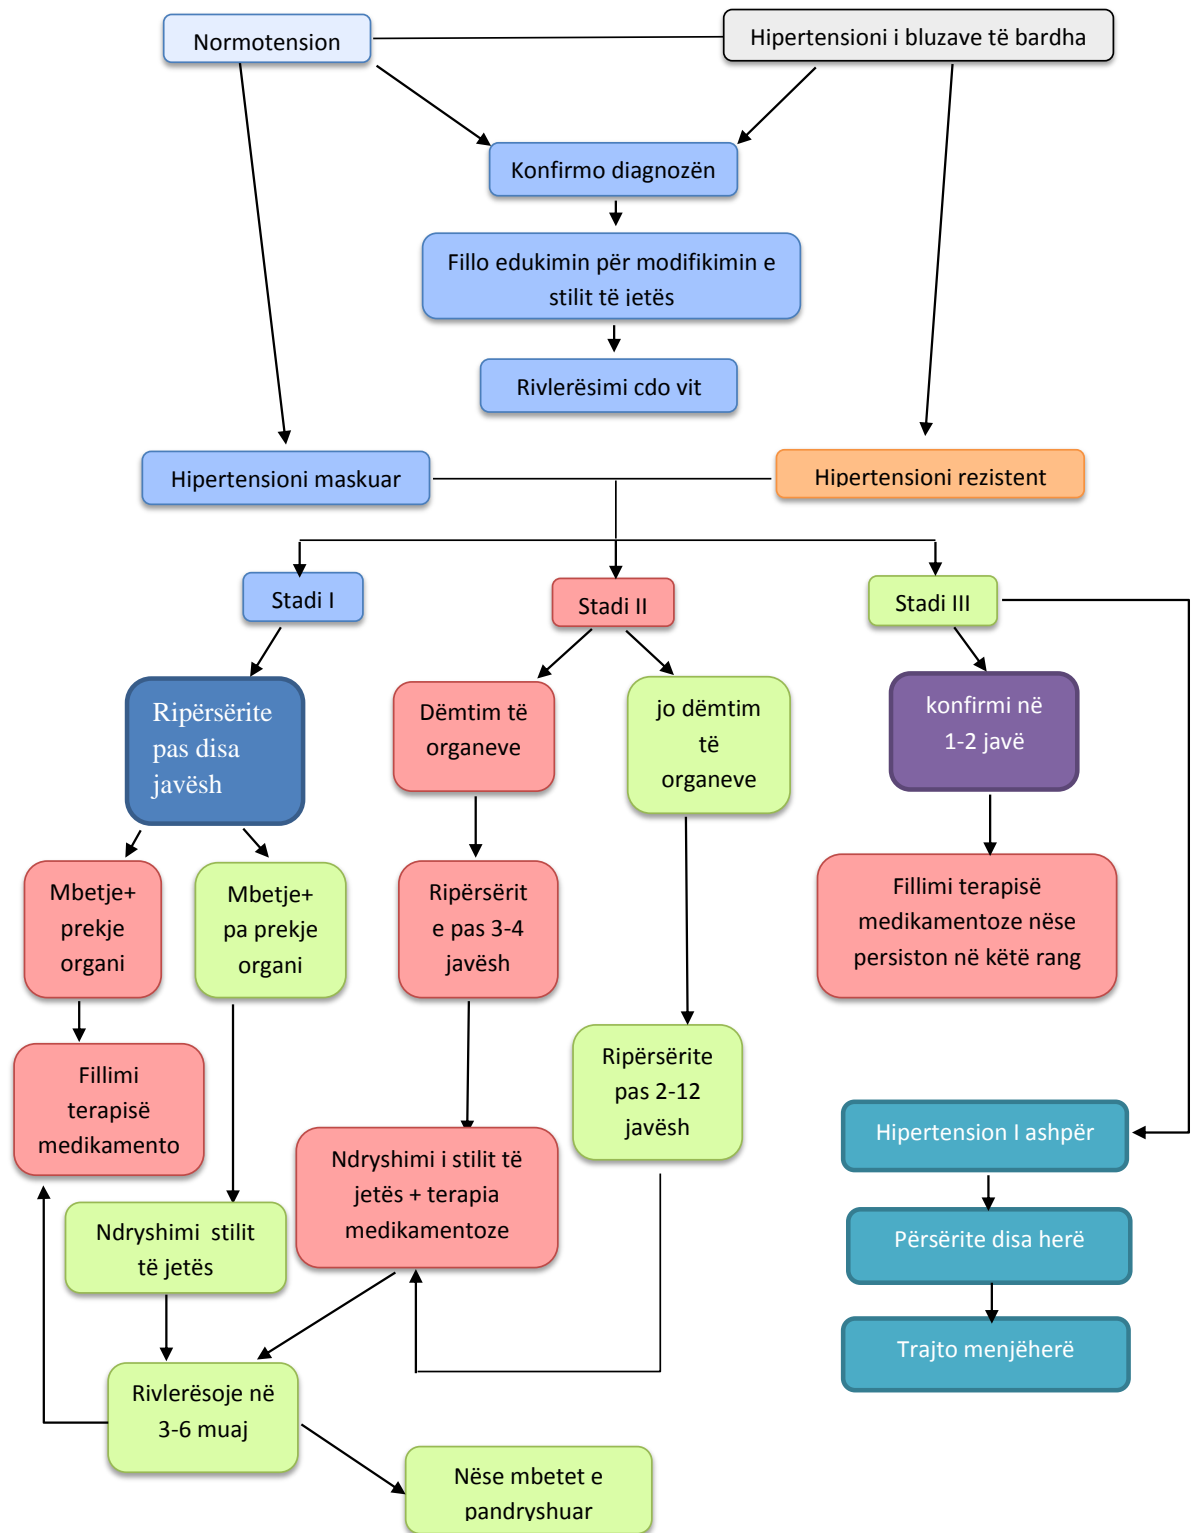 Normotension
Hipertensioni i bluzave të bardha
Konfirmo diagnozën
Fillo edukimin për modifikimin e
stilit të jetës
Rivlerësimi cdo vit
Hipertensioni maskuar
Hipertensioni rezistent
Stadi I
Stadi II
Stadi III
Ripërsërite
pas disa
javësh
Dëmtim të
organeve
jo dëmtim
të
organeve
konfirmi në
1-2 javë
Mbetje+
prekje
organi
Mbetje+
pa prekje
organi
Ripërsërit
e pas 3-4
javësh
Fillimi terapisë
medikamentoze nëse
persiston në këtë rang
Fillimi
terapisë
medikamento
Ripërsërite
pas 2-12
javësh
Hipertension I ashpër
Ndryshimi i stilit të
jetës + terapia
medikamentoze
Ndryshimi stilit
të jetës
Përsërite disa herë
Trajto menjëherë
Rivlerësoje në
3-6 muaj
Nëse mbetet e
pandryshuar